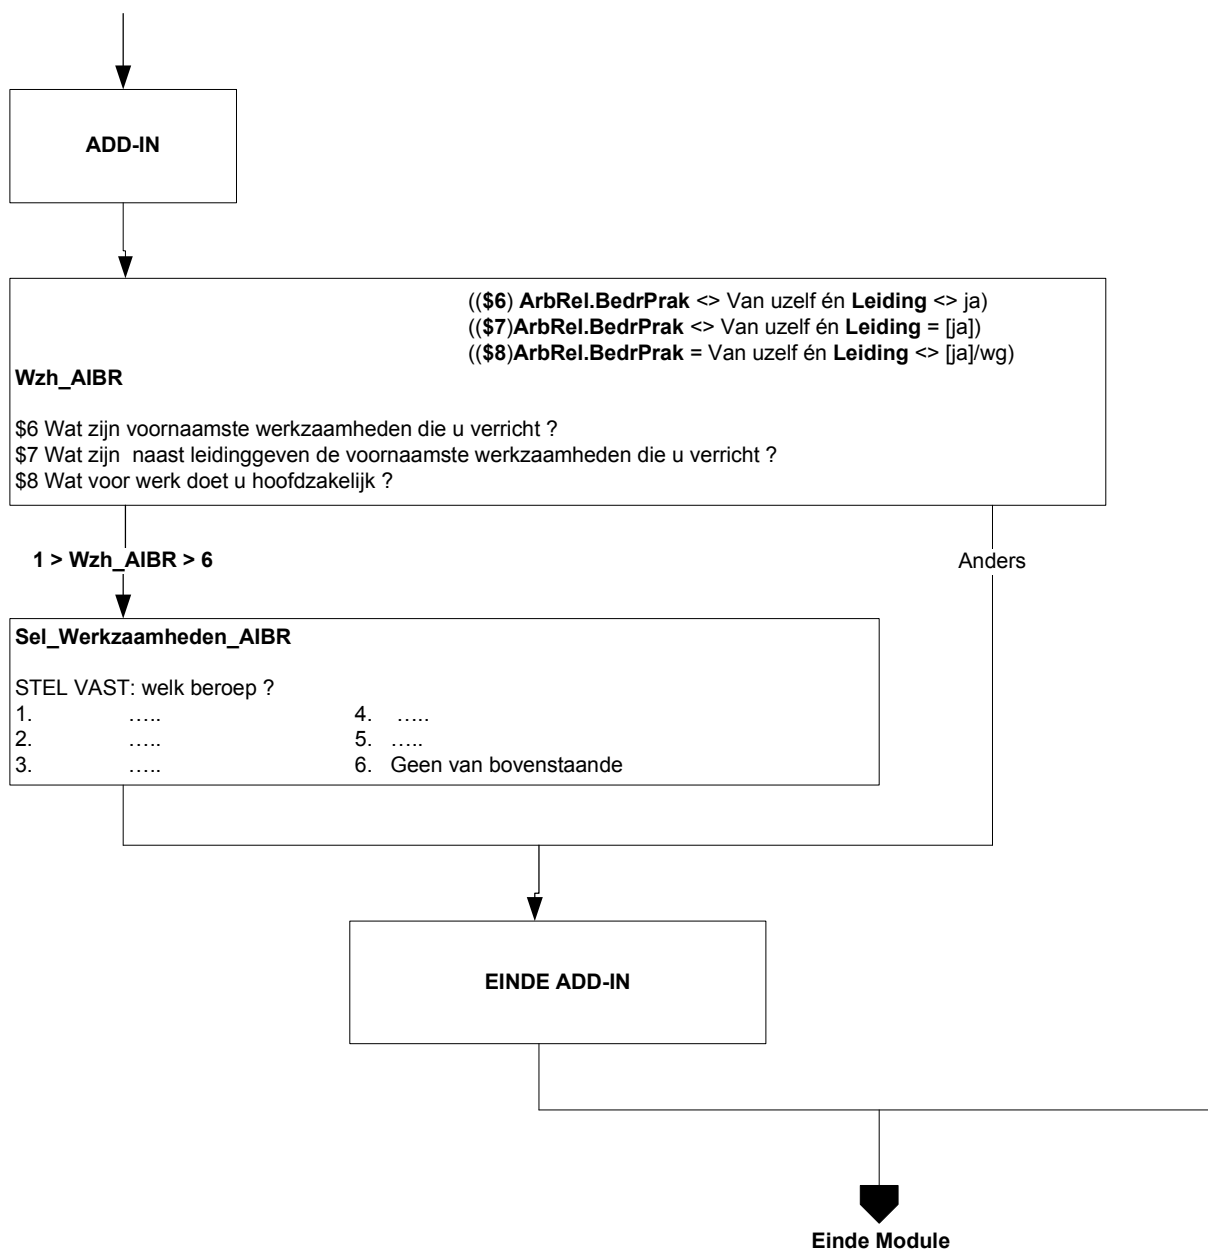 ADD-IN
(($6) ArbRel.BedrPrak <> Van uzelf én Leiding <> ja)
(($7)ArbRel.BedrPrak <> Van uzelf én Leiding = [ja])
(($8)ArbRel.BedrPrak = Van uzelf én Leiding <> [ja]/wg)
Wzh_AIBR
$6 Wat zijn voornaamste werkzaamheden die u verricht ?
$7 Wat zijn  naast leidinggeven de voornaamste werkzaamheden die u verricht ?
$8 Wat voor werk doet u hoofdzakelijk ?
1 > Wzh_AIBR > 6
Anders
Sel_Werkzaamheden_AIBR
STEL VAST: welk beroep ?
1. ….. 4. …..
2. ….. 5. …..
3. ….. 6. Geen van bovenstaande
EINDE ADD-IN
Einde Module